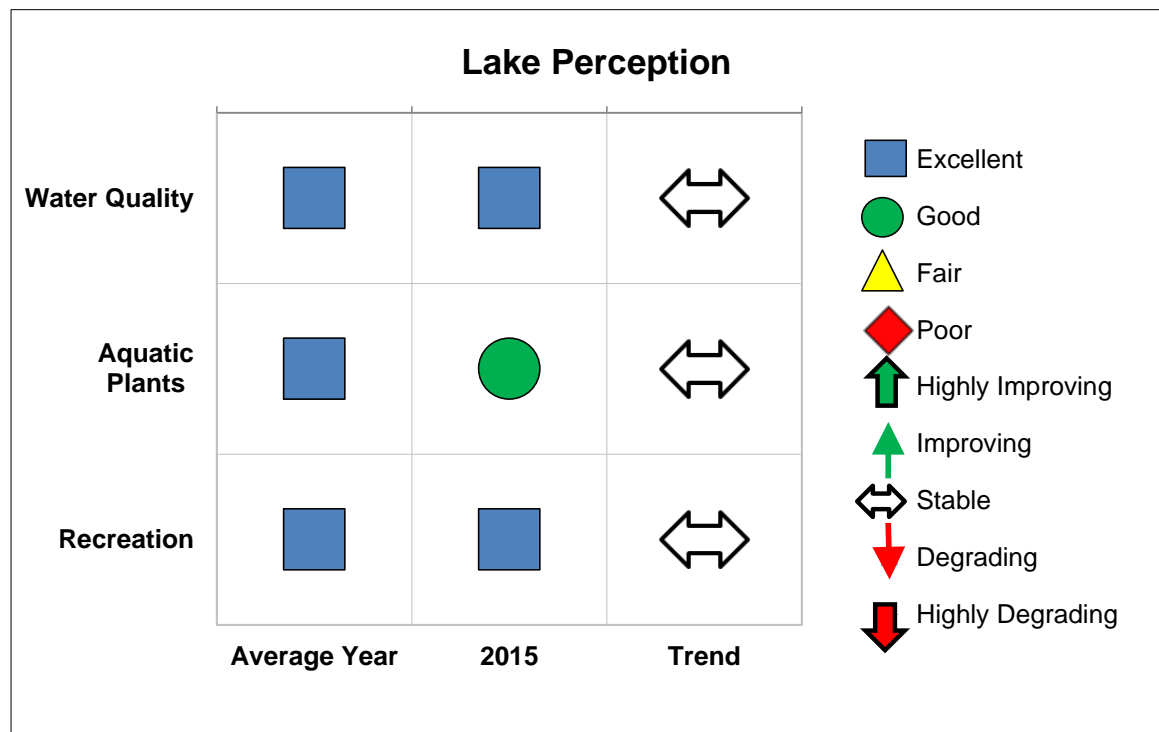 Lake Perception
Water Quality
Aquatic
Plants
Recreation
Average Year
2015
Trend
Excellent
Good
Fair
Poor
Highly Improving
Improving
Stable
Degrading
Highly Degrading